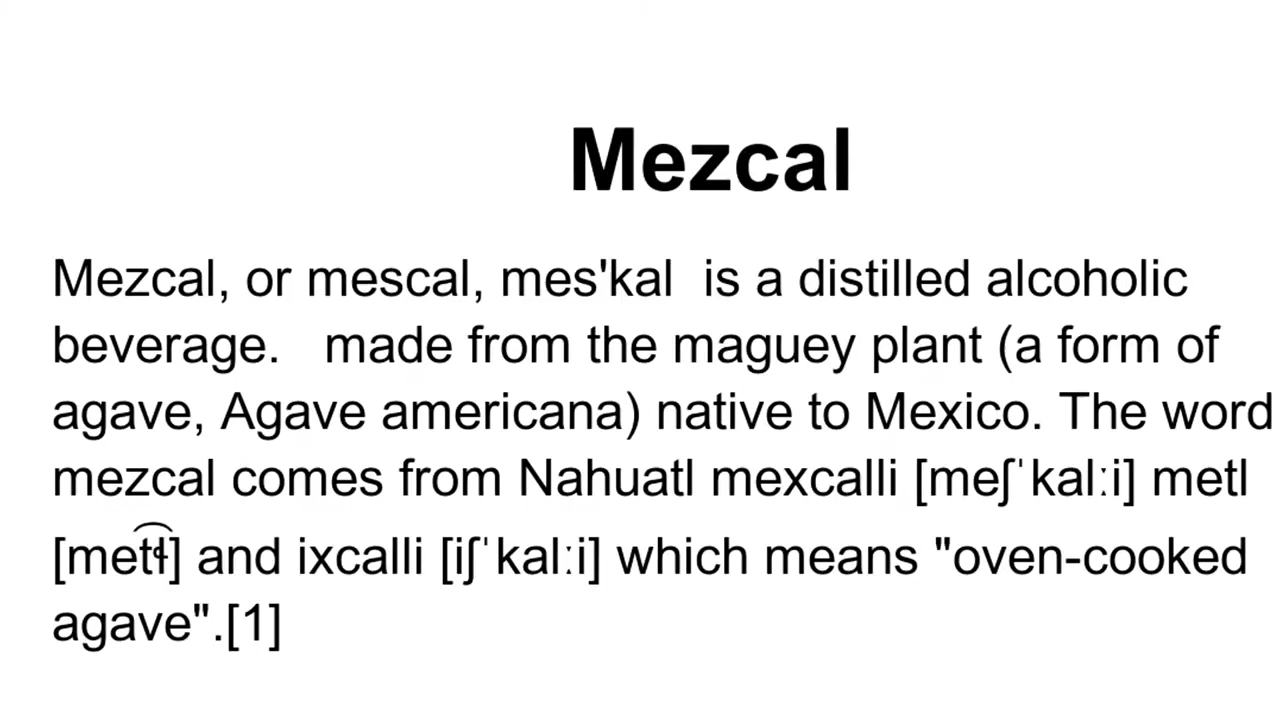 Mezcal
Mezcal, or mescal, mes'kal  is a distilled alcoholic
beverage.   made from the maguey plant (a form of
agave, Agave americana) native to Mexico. The word
mezcal comes from Nahuatl mexcalli [meʃˈkalːi] metl
[met͡ɬ] and ixcalli [iʃˈkalːi] which means "oven-cooked
agave".[1]